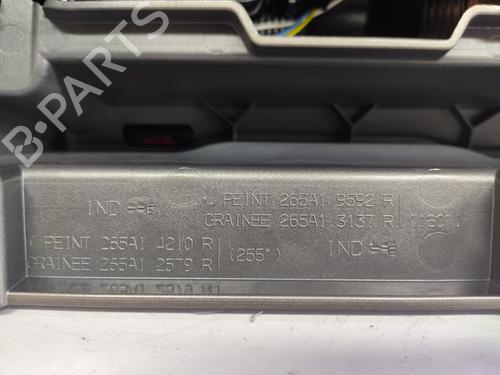 B-PARTS
PEINT 265A1 9592 R
IND GRAINEE 265A1 3137 R (180°)
PEINT 265A1 4210 R (255°) IND
GRAINEE 265A1 2579 R